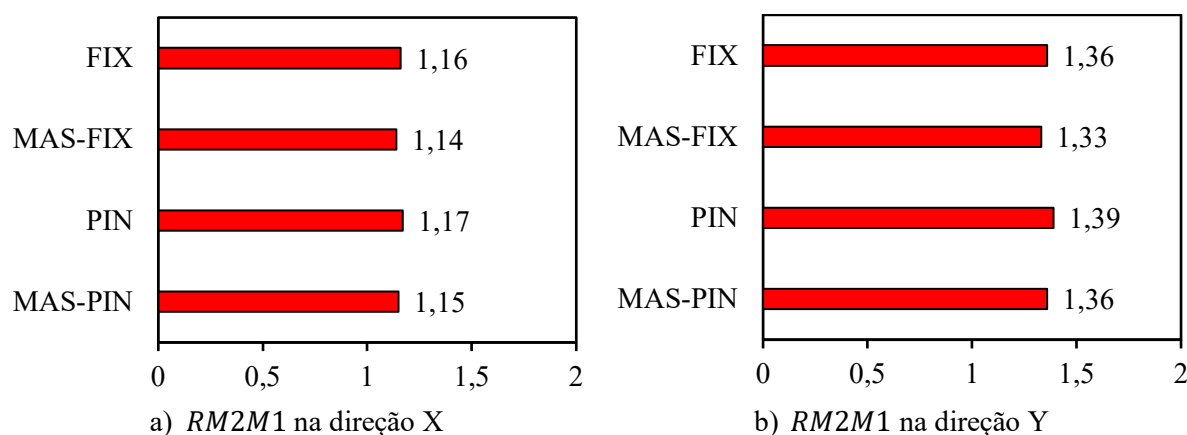 FIX
1,16
MAS-FIX
1,14
PIN
1,17
MAS-PIN
1,15
0 0,5 1 1,5 2
a) RM2M1 na direção X
FIX
1,36
MAS-FIX
1,33
PIN
1,39
MAS-PIN
1,36
0 0,5 1 1,5 2
b) RM2M1 na direção Y